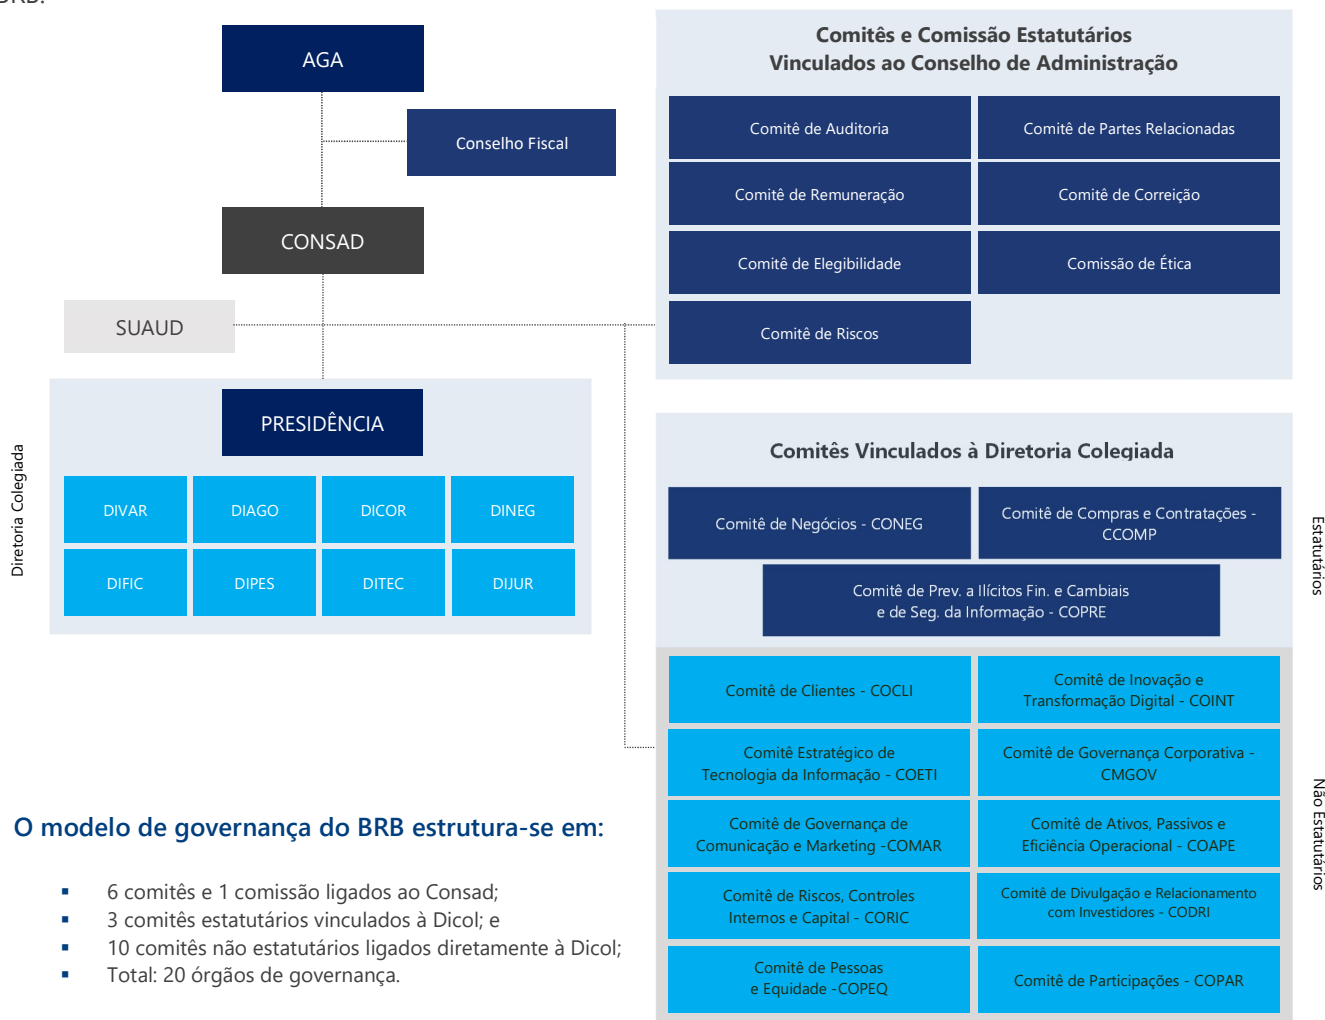 BRB.
AGA
Conselho Fiscal
CONSAD
SUAUD
PRESIDÊNCIA
Diretoria Colegiada
DIVAR
DIAGO
DICOR
DINEG
DIFIC
DIPES
DITEC
DIJUR
Comitês e Comissão Estatutários
Vinculados ao Conselho de Administração
Comitê de Auditoria
Comitê de Partes Relacionadas
Comitê de Remuneração
Comitê de Correição
Comitê de Elegibilidade
Comissão de Ética
Comitê de Riscos
Comitês Vinculados à Diretoria Colegiada
Comitê de Negócios - CONEG
Comitê de Compras e Contratações -
CCOMP
Comitê de Prev. a Ilícitos Fin. e Cambiais
e de Seg. da Informação - COPRE
Estatutários
Comitê de Clientes - COCLI
Comitê de Inovação e
Transformação Digital - COINT
Comitê Estratégico de
Tecnologia da Informação - COETI
Comitê de Governança Corporativa -
CMGOV
Comitê de Governança de
Comunicação e Marketing -COMAR
Comitê de Ativos, Passivos e
Eficiência Operacional - COAPE
Comitê de Riscos, Controles
Internos e Capital - CORIC
Comitê de Divulgação e Relacionamento
com Investidores - CODRI
Comitê de Pessoas
e Equidade -COPEQ
Comitê de Participações - COPAR
Não Estatutários
O modelo de governança do BRB estrutura-se em:
▪ 6 comitês e 1 comissão ligados ao Consad;
▪ 3 comitês estatutários vinculados à Dicol; e
▪ 10 comitês não estatutários ligados diretamente à Dicol;
▪ Total: 20 órgãos de governança.